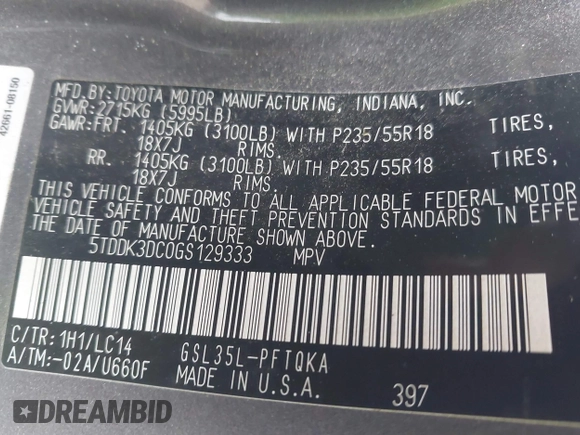 42661-08150
MFD.BY:TOYOTA MOTOR MANUFACTURING, INDIANA, INC.
GVWR:2715KG (5995LB)
GAWR:FRT. 1405KG (3100LB) WITH P235/55R18 TIRES,
18X7J RIMS.
RR. 1405KG (3100LB) WITH P235/55R18 TIRES,
18X7J RIMS.
THIS VEHICLE CONFORMS TO ALL APPLICABLE FEDERAL MOTOR
VEHICLE SAFETY AND THEFT PREVENTION STANDARDS IN EFFE
THE DATE OF MANUFACTURE SHOWN ABOVE.
5TDDK3DC0GS129333 MPV
C/TR:1H1/LC14 GSL35L-PFTQKA
A/TM:-02A/U660F MADE IN U.S.A. 397
DREAMBID